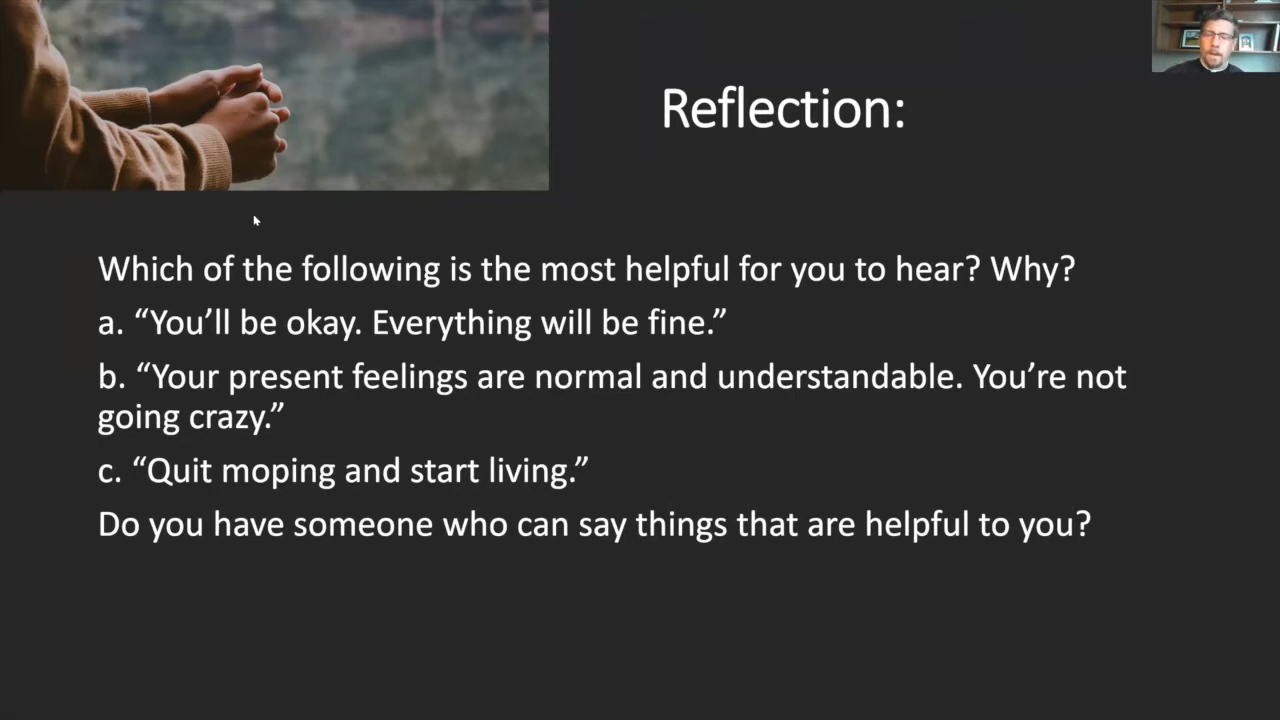 Reflection:
Which of the following is the most helpful for you to hear? Why?
a. “You’ll be okay. Everything will be fine.”
b. “Your present feelings are normal and understandable. You’re not
going crazy.”
c. “Quit moping and start living.”
Do you have someone who can say things that are helpful to you?